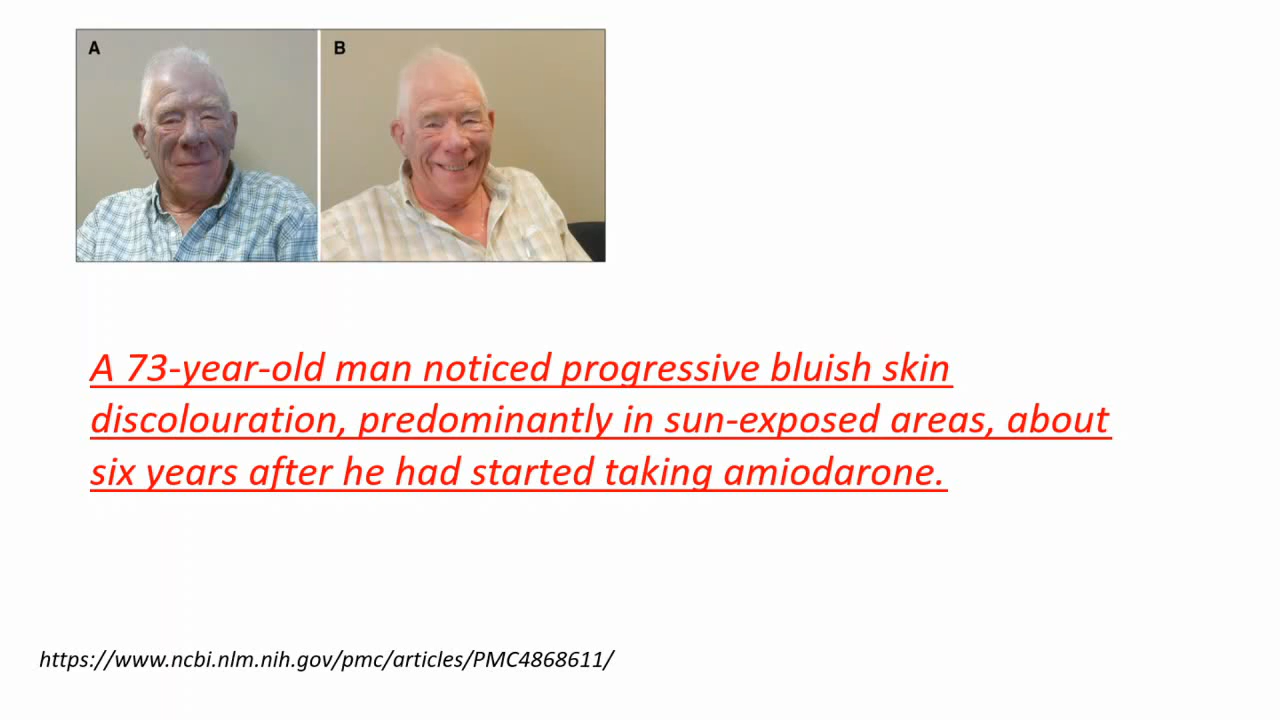 A
B
A 73-year-old man noticed progressive bluish skin
discolouration, predominantly in sun-exposed areas, about
six years after he had started taking amiodarone.
https://www.ncbi.nlm.nih.gov/pmc/articles/PMC4868611/